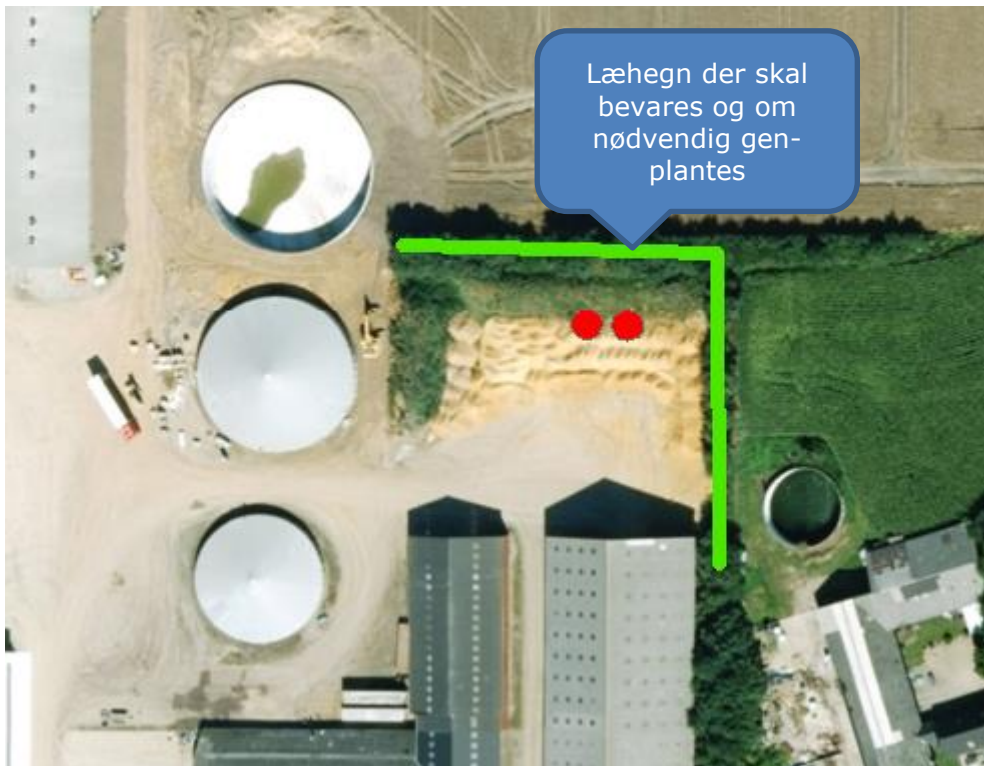 Læhegn der skal
bevares og om
nødvendig gen-
plantes